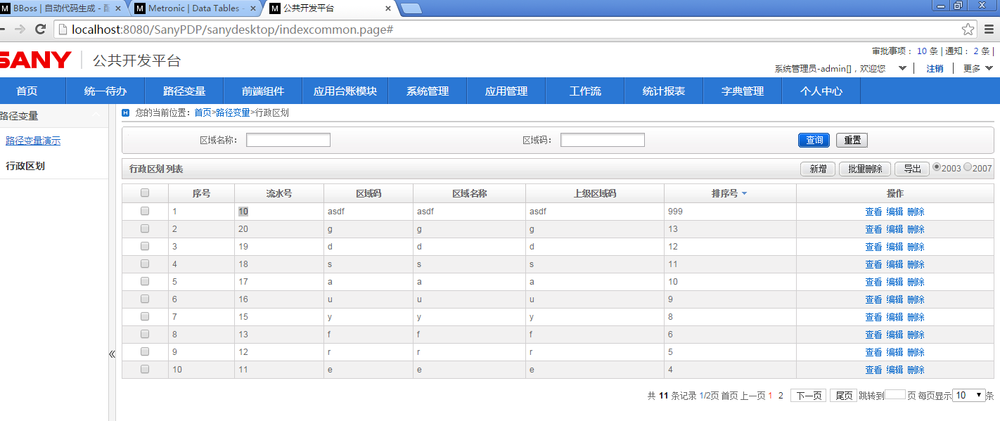 BBoss | 自动代码生成 - 
Metronic | Data Tables -
公共开发平台
localhost:8080/SanyPDP/sanydesktop/indexcommon.page#
SANY 公共开发平台
审批事项： 10 条 | 通知： 2 条 |
系统管理员-admin[]，欢迎您 注销 更多
首页 统一待办 路径变量 前端组件 应用台账模块 系统管理 应用管理 工作流 统计报表 字典管理 个人中心
路径变量
路径变量演示
行政区划
您的当前位置：首页>路径变量>行政区划
区域名称： 区域码： 查询 重置
行政区划 列表 新增 批量删除 导出 2003 2007
序号 流水号 区域码 区域名称 上级区域码 排序号 操作
1 10 asdf asdf asdf 999 查看 编辑 删除
2 20 g g g 13 查看 编辑 删除
3 19 d d d 12 查看 编辑 删除
4 18 s s s 11 查看 编辑 删除
5 17 a a a 10 查看 编辑 删除
6 16 u u u 9 查看 编辑 删除
7 15 y y y 8 查看 编辑 删除
8 13 f f f 6 查看 编辑 删除
9 12 r r r 5 查看 编辑 删除
10 11 e e e 4 查看 编辑 删除
共 11 条记录 1/2页 首页 上一页 1 2 下一页 尾页 跳转到 页 每页显示 10 条